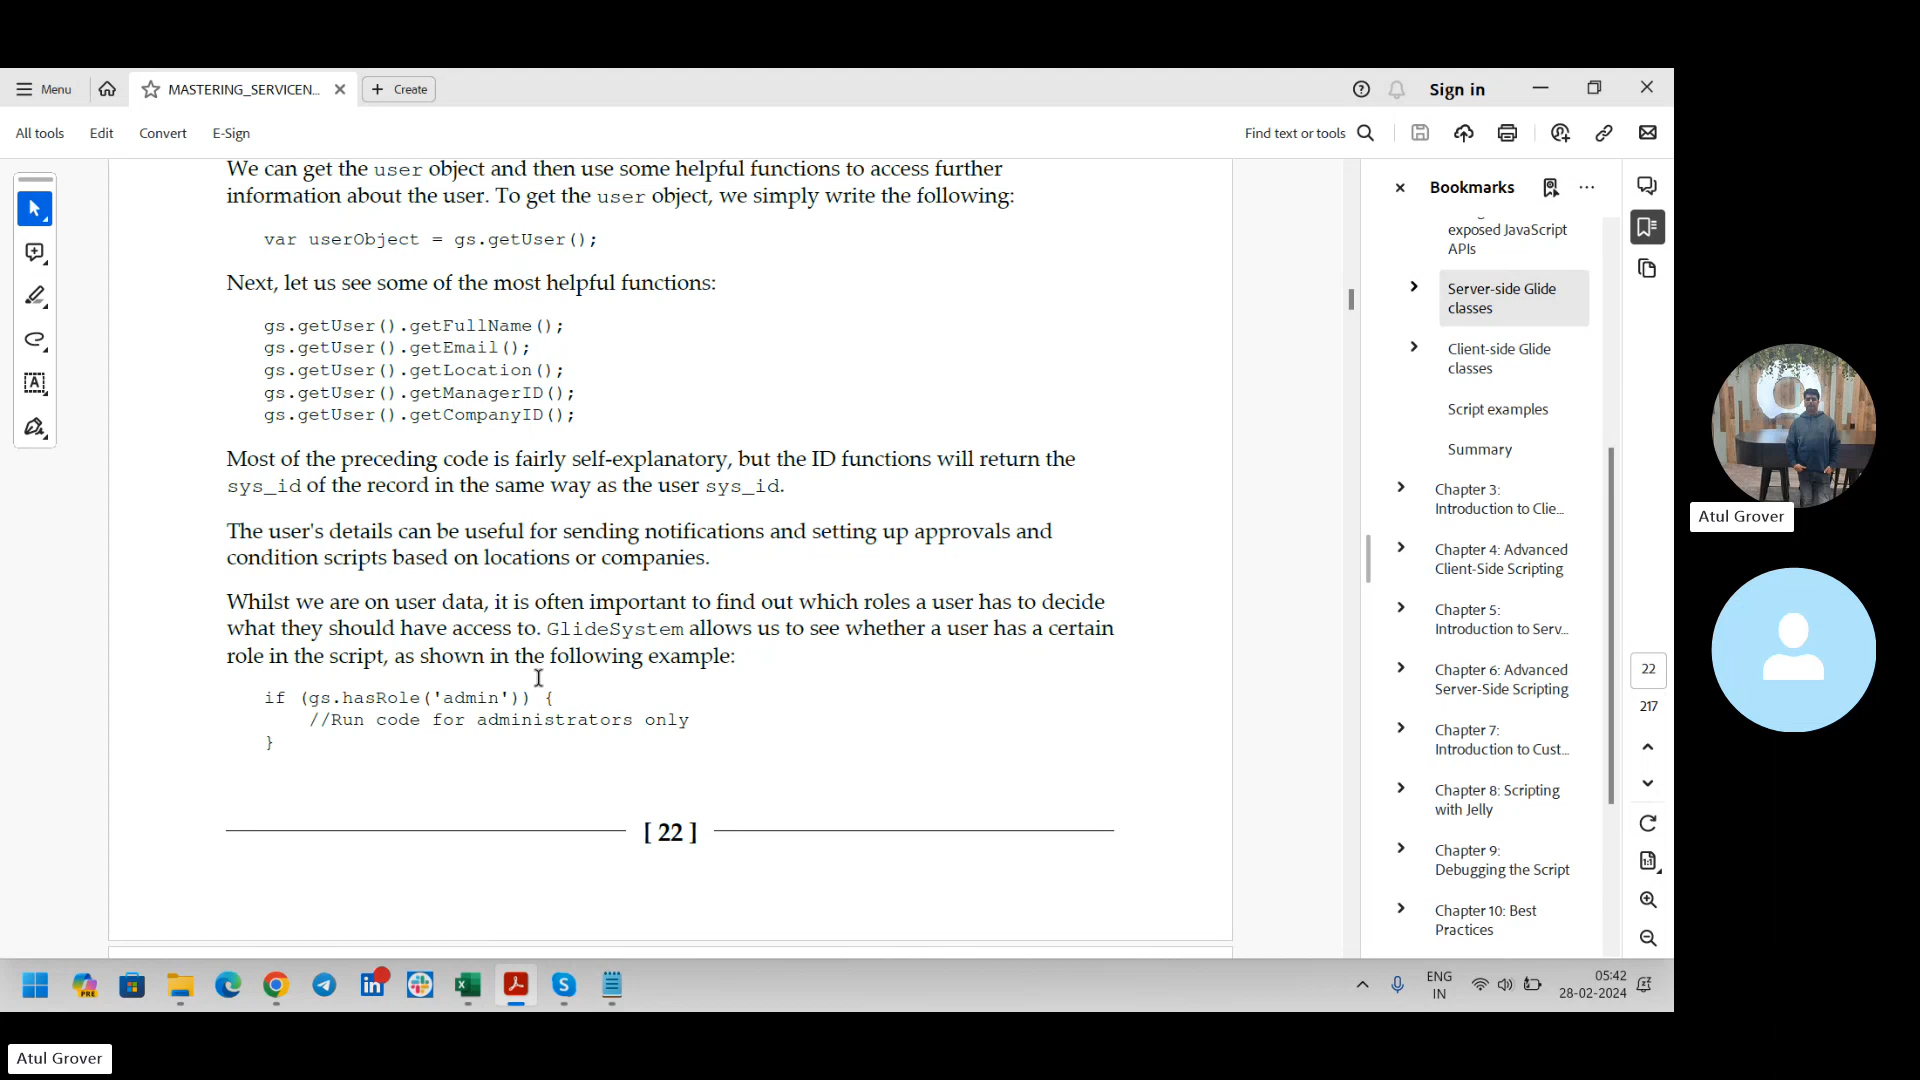 Menu
MASTERING_SERVICEN...
Create
Sign in
All tools
Edit
Convert
E-Sign
Find text or tools
We can get the user object and then use some helpful functions to access further
information about the user. To get the user object, we simply write the following:
var userObject = gs.getUser();
Next, let us see some of the most helpful functions:
gs.getUser().getFullName();
gs.getUser().getEmail();
gs.getUser().getLocation();
gs.getUser().getManagerID();
gs.getUser().getCompanyID();
Most of the preceding code is fairly self-explanatory, but the ID functions will return the
sys_id of the record in the same way as the user sys_id.
The user's details can be useful for sending notifications and setting up approvals and
condition scripts based on locations or companies.
Whilst we are on user data, it is often important to find out which roles a user has to decide
what they should have access to. GlideSystem allows us to see whether a user has a certain
role in the script, as shown in the following example:
if (gs.hasRole('admin')) {
//Run code for administrators only
}
[ 22 ]
Bookmarks
exposed JavaScript
APIs
Server-side Glide
classes
Client-side Glide
classes
Script examples
Summary
Chapter 3:
Introduction to Clie...
Chapter 4: Advanced
Client-Side Scripting
Chapter 5:
Introduction to Serv...
Chapter 6: Advanced
Server-Side Scripting
Chapter 7:
Introduction to Cust...
Chapter 8: Scripting
with Jelly
Chapter 9:
Debugging the Script
Chapter 10: Best
Practices
22
217
Atul Grover
PRE
ENG
IN
05:42
28-02-2024
Atul Grover